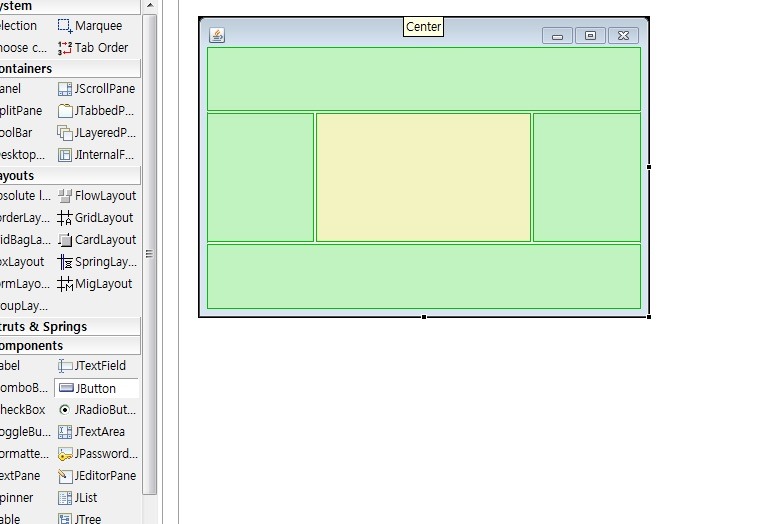 ystem
election Marquee
hoose c... Tab Order
ontainers
anel JScrollPane
plitPane JTabbedP...
oolBar JLayeredP...
esktop... JInternalF...
ayouts
bsolute l... FlowLayout
orderLay... GridLayout
idBagLa... CardLayout
oxLayout SpringLay...
ormLayo... MigLayout
roupLay...
truts & Springs
omponents
abel JTextField
omboB... JButton
heckBox JRadioBut...
oggleBu... JTextArea
ormatte... JPassword...
extPane JEditorPane
pinner JList
able JTree
Center